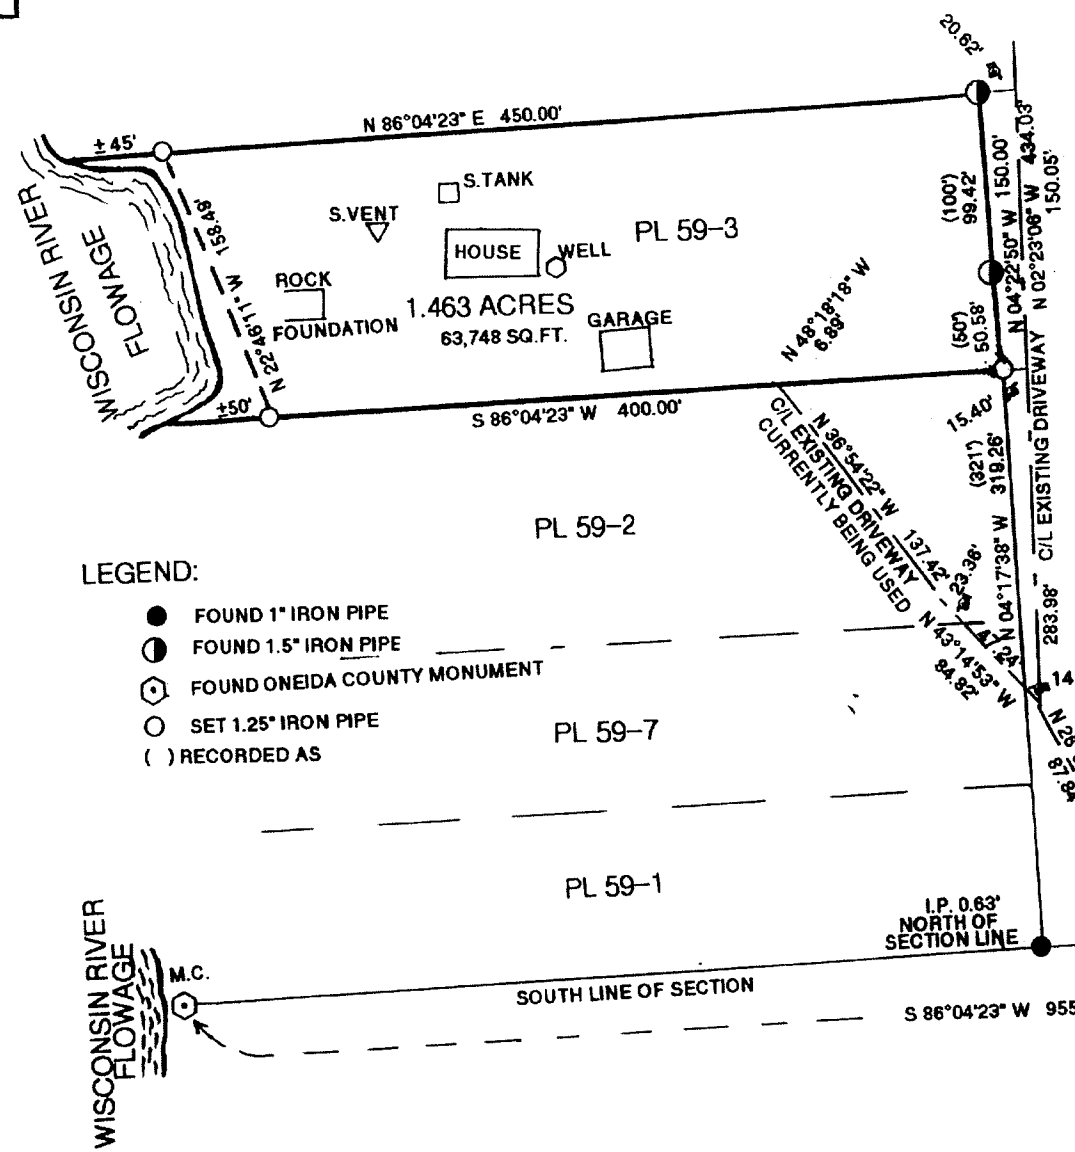 20.62'
N 86°04'23" E 450.00'
± 45'
WISCONSIN RIVER
FLOWAGE
N 22°46'11" W 158.49'
S.TANK
S.VENT
HOUSE
WELL
PL 59-3
ROCK
FOUNDATION
1.463 ACRES
63,748 SQ.FT.
GARAGE
(100')
99.42'
N 04°22'50" W 150.00'
N 02°23'06" W 434.03'
150.05'
(50')
50.58'
N 48°18'18" W
6.89'
±50'
S 86°04'23" W 400.00'
15.40'
(321')
319.26'
N 04°17'38" W
C/L EXISTING DRIVEWAY
283.98'
N 36°54'22" W 137.42'
C/L EXISTING DRIVEWAY
CURRENTLY BEING USED
23.36'
47.24'
N 43°14'53" W
84.82'
14
PL 59-2
LEGEND:
FOUND 1" IRON PIPE
FOUND 1.5" IRON PIPE
FOUND ONEIDA COUNTY MONUMENT
SET 1.25" IRON PIPE
( ) RECORDED AS
PL 59-7
PL 59-1
I.P. 0.63'
NORTH OF
SECTION LINE
WISCONSIN RIVER
FLOWAGE
M.C.
SOUTH LINE OF SECTION
S 86°04'23" W 955